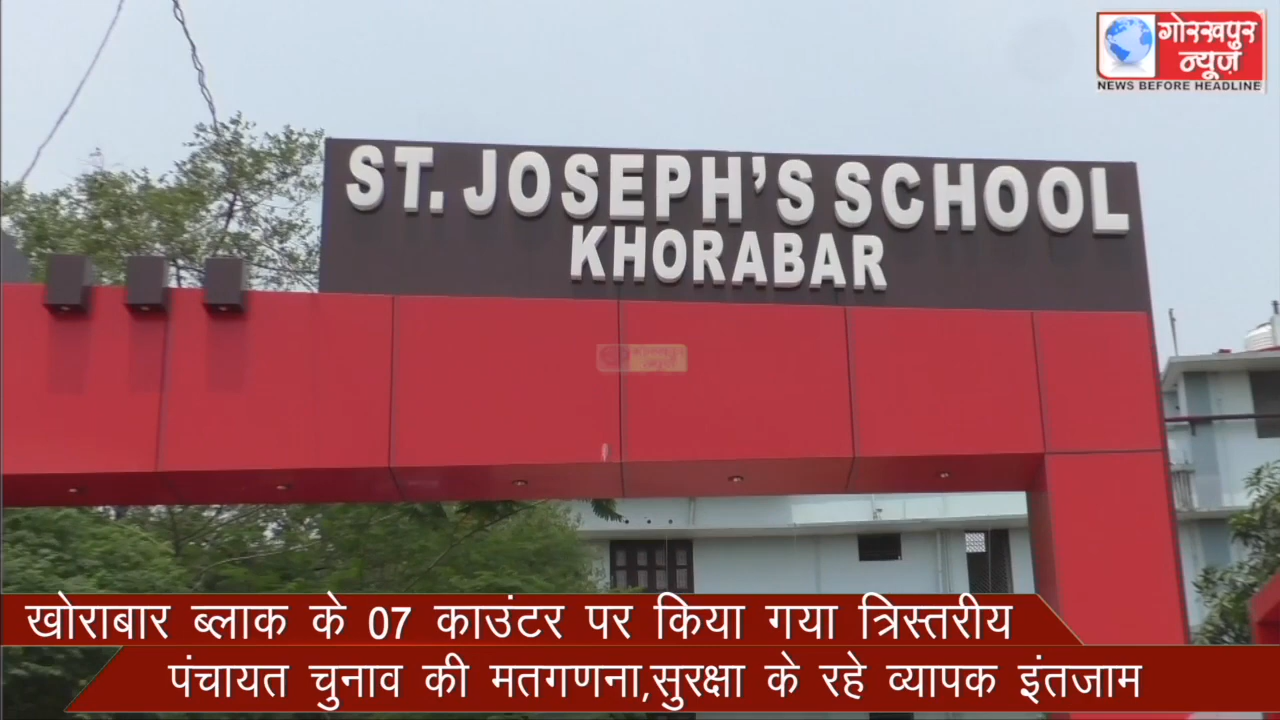 गोरखपुर
न्यूज़
NEWS BEFORE HEADLINE
ST. JOSEPH'S SCHOOL
KHORABAR
खोराबार ब्लाक के 07 काउंटर पर किया गया त्रिस्तरीय
पंचायत चुनाव की मतगणना,सुरक्षा के रहे व्यापक इंतजाम